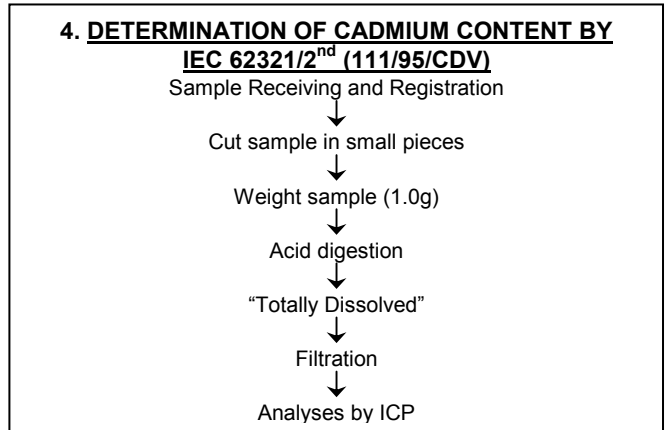 4. DETERMINATION OF CADMIUM CONTENT BY
IEC 62321/2nd (111/95/CDV)
Sample Receiving and Registration
Cut sample in small pieces
Weight sample (1.0g)
Acid digestion
“Totally Dissolved”
Filtration
Analyses by ICP